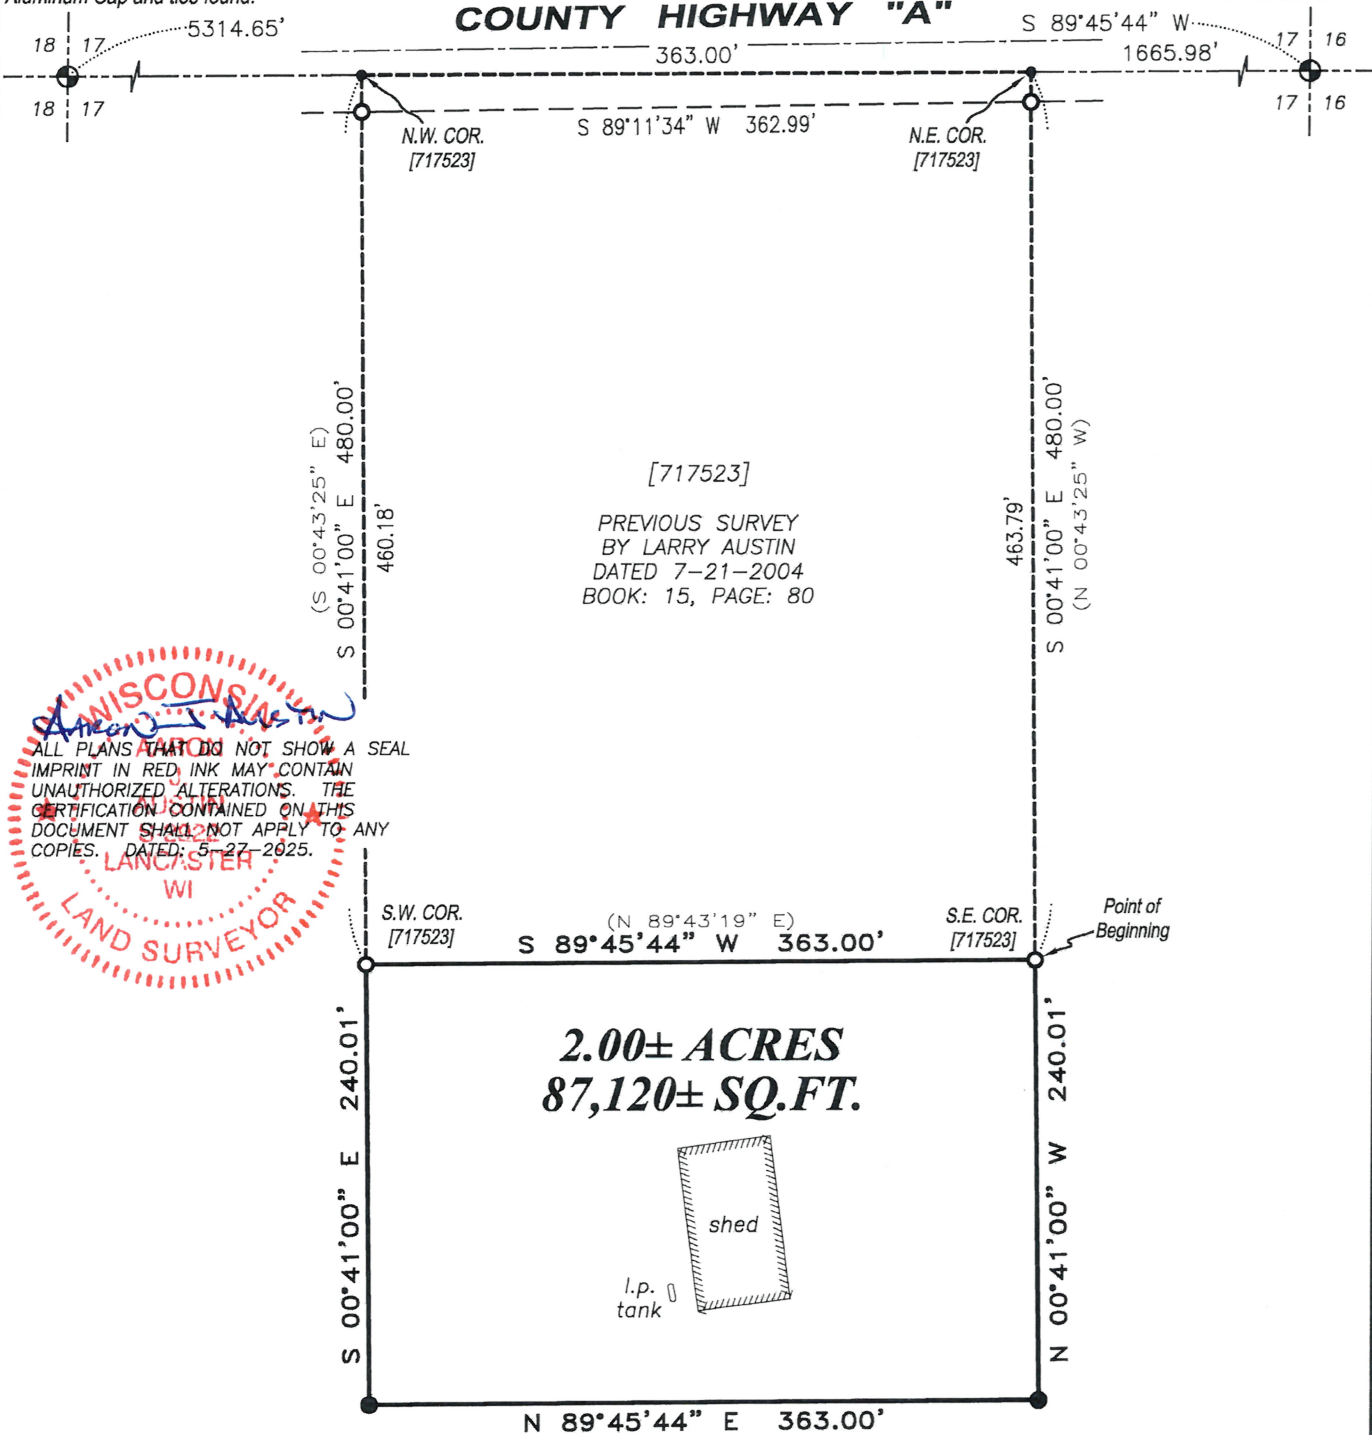 COUNTY HIGHWAY "A"
5314.65'
S 89°45'44" W
18 17
363.00'
1665.98'
17 16
18 17
17 16
S 89°11'34" W 362.99'
N.W. COR.
[717523]
N.E. COR.
[717523]
(S 00°43'25" E)
S 00°41'00" E 480.00'
460.18'
463.79'
S 00°41'00" E 480.00'
(N 00°43'25" W)
[717523]
PREVIOUS SURVEY
BY LARRY AUSTIN
DATED 7-21-2004
BOOK: 15, PAGE: 80
WISCONSIN
AARON J AUSTIN
ALL PLANS THAT DO NOT SHOW A SEAL
IMPRINT IN RED INK MAY CONTAIN
UNAUTHORIZED ALTERATIONS. THE
CERTIFICATION CONTAINED ON THIS
DOCUMENT SHALL NOT APPLY TO ANY
COPIES. DATED: 5-27-2025.
AARON
J.
AUSTIN
LANCASTER
WI
LAND SURVEYOR
S.W. COR.
[717523]
(N 89°43'19" E)
S 89°45'44" W 363.00'
S.E. COR.
[717523]
Point of
Beginning
S 00°41'00" E 240.01'
2.00± ACRES
87,120± SQ.FT.
shed
l.p.
tank
N 00°41'00" W 240.01'
N 89°45'44" E 363.00'